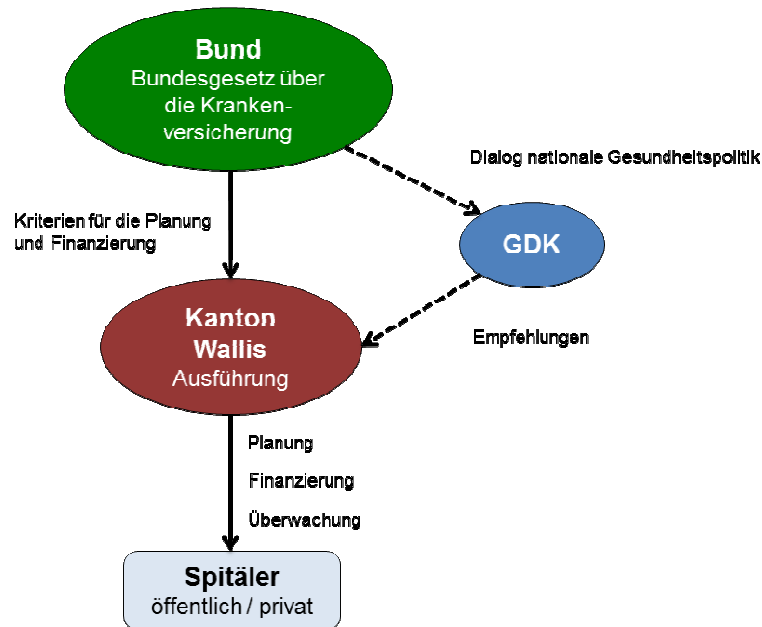 Bund
Bundesgesetz über
die Kranken-
versicherung
Dialog nationale Gesundheitspolitik
Kriterien für die Planung
und Finanzierung
GDK
Kanton
Wallis
Ausführung
Empfehlungen
Planung
Finanzierung
Überwachung
Spitäler
öffentlich / privat